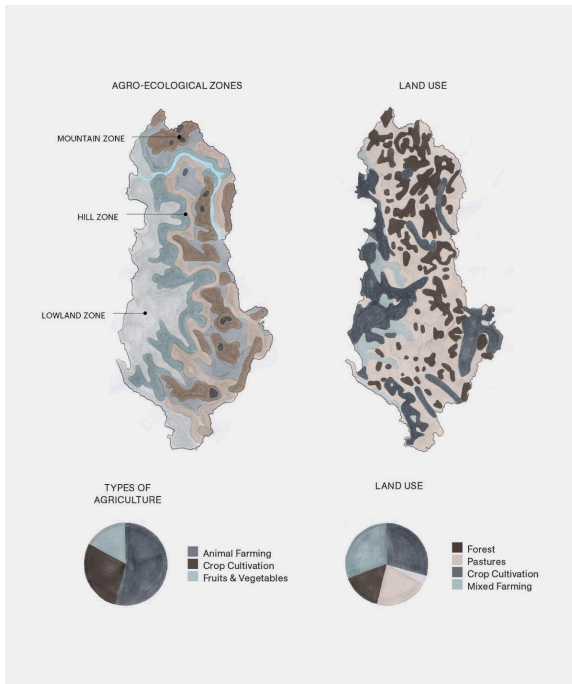 AGRO-ECOLOGICAL ZONES
LAND USE
MOUNTAIN ZONE
HILL ZONE
LOWLAND ZONE
TYPES OF
AGRICULTURE
Animal Farming
Crop Cultivation
Fruits & Vegetables
LAND USE
Forest
Pastures
Crop Cultivation
Mixed Farming